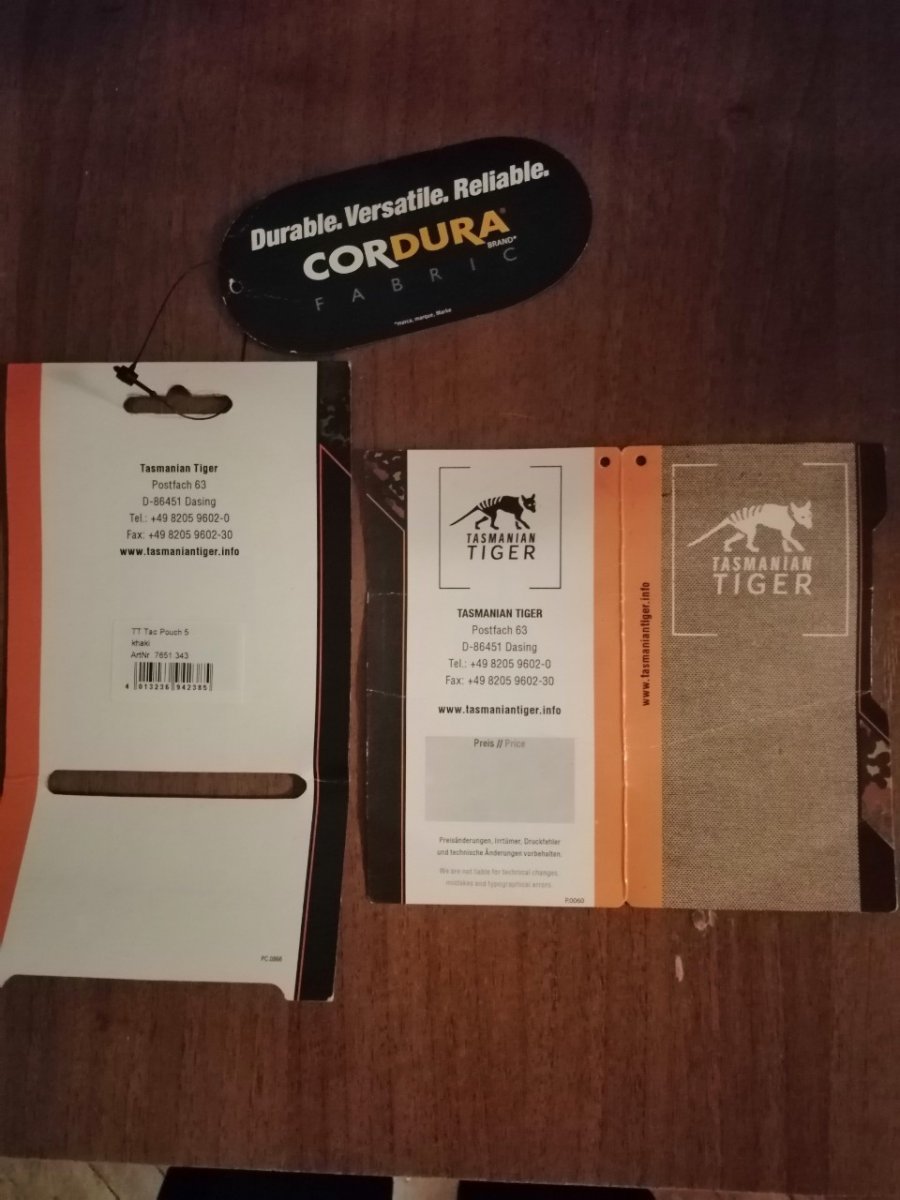 Durable. Versatile. Reliable.
CORDURA®
BRAND*
FABRIC
*marca, marque, Marke
Tasmanian Tiger
Postfach 63
D-86451 Dasing
Tel.: +49 8205 9602-0
Fax: +49 8205 9602-30
www.tasmaniantiger.info
TT Tac Pouch 5
khaki
ArtNr. 7651.343
4 013236 942385
FC.0866
TASMANIAN
TIGER
TASMANIAN TIGER
Postfach 63
D-86451 Dasing
Tel.: +49 8205 9602-0
Fax: +49 8205 9602-30
www.tasmaniantiger.info
Preis // Price
Preisänderungen, Irrtümer, Druckfehler
und technische Änderungen vorbehalten.
We are not liable for technical changes,
mistakes and typographical errors.
F.0060
www.tasmaniantiger.info
TASMANIAN
TIGER